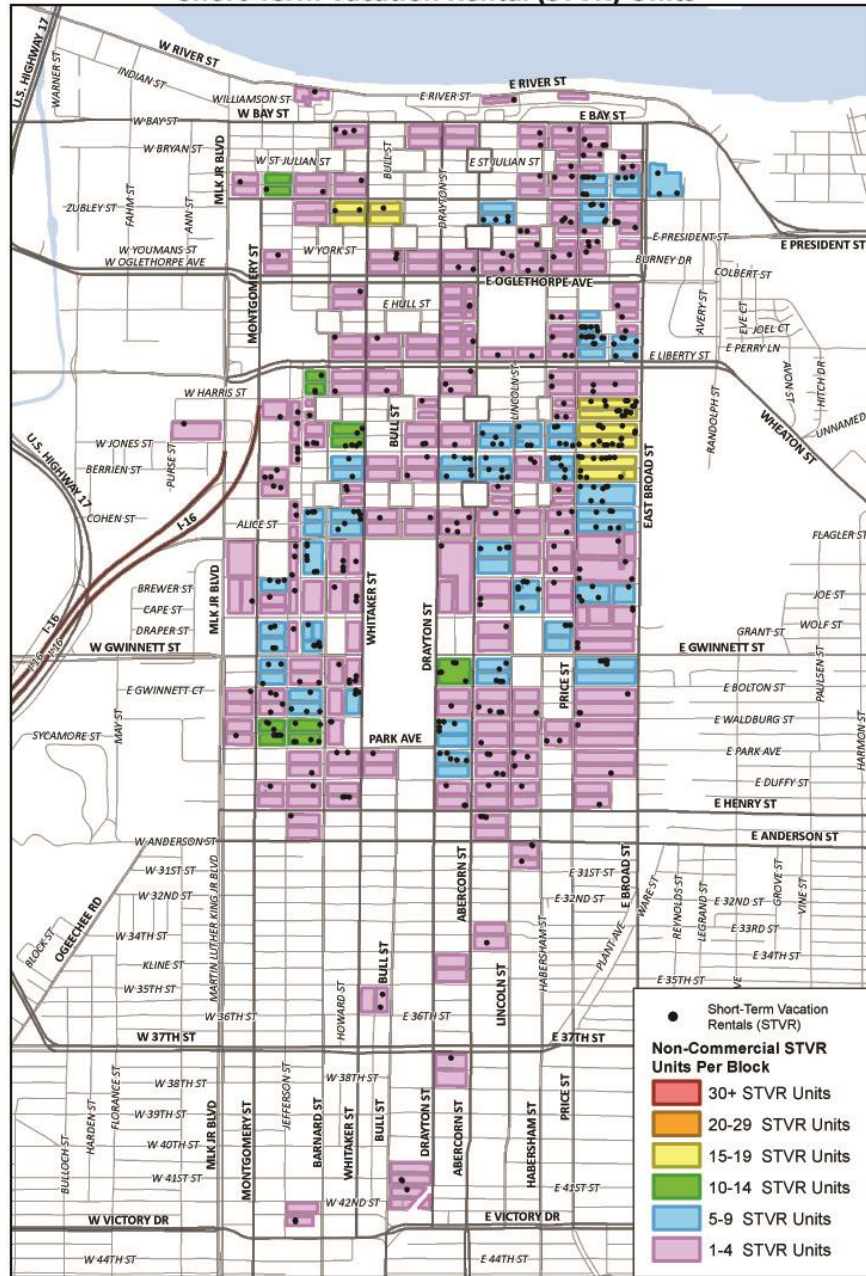 Short-Term Vacation Rental (STVR) Units
U.S. HIGHWAY 17
WARNER ST
W RIVER ST
INDIAN ST
WILLIAMSON ST
E RIVER ST
E RIVER ST
W BAY ST
W BAY ST
E BAY ST
W BRYAN ST
MLK JR BLVD
W ST JULIAN ST
BULL ST
E ST JULIAN ST
DRAYTON ST
ZUBLEY ST
FAHM ST
ANN ST
W YOUMANS ST
W OGLETHORPE AVE
MONTGOMERY ST
W YORK ST
E PRESIDENT ST
E PRESIDENT ST
BURNEY DR
E OGLETHORPE AVE
COLBERT ST
E HULL ST
AVERY ST
EVE CT
JOEL CT
E PERRY LN
E LIBERTY ST
AVON ST
HITCH DR
W HARRIS ST
LINCOLN ST
BULL ST
RANDOLPH ST
WHEATON ST
UNNAMED
W JONES ST
PURSE ST
BERRIEN ST
U.S. HIGHWAY 17
COHEN ST
I-16
ALICE ST
EAST BROAD ST
FLAGLER ST
BREWER ST
CAPE ST
DRAPER ST
MLK JR BLVD
WHITAKER ST
DRAYTON ST
JOE ST
WOLF ST
GRANT ST
I-16
I-16
I-16
W GWINNETT ST
E GWINNETT ST
PAULSEN ST
E GWINNETT CT
PRICE ST
E BOLTON ST
E WALDBURG ST
SYCAMORE ST
MAY ST
PARK AVE
E PARK AVE
HARMON ST
E DUFFY ST
E HENRY ST
W ANDERSON ST
E ANDERSON ST
W 31ST ST
ABERCORN ST
E 31ST ST
E BROAD ST
W 32ND ST
E 32ND ST
WARE ST
REYNOLDS ST
LEGRAND ST
E 32ND ST
GROVE ST
VINE ST
OGEECHEE RD
MARTIN LUTHER KING JR BLVD
BLOCK ST
W 34TH ST
E 33RD ST
KLINE ST
BULL ST
HABERSHAM ST
PLANT AVE
E 34TH ST
W 35TH ST
LINCOLN ST
E 35TH ST
W 36TH ST
HOWARD ST
E 36TH ST
W 37TH ST
E 37TH ST
W 38TH ST
W 38TH ST
HARDEN ST
FLORANCE ST
JEFFERSON ST
W 39TH ST
MLK JR BLVD
MONTGOMERY ST
BARNARD ST
WHITAKER ST
BULL ST
DRAYTON ST
ABERCORN ST
HABERSHAM ST
PRICE ST
W 40TH ST
BULLOCH ST
W 41ST ST
E 41ST ST
W 42ND ST
W VICTORY DR
E VICTORY DR
W 44TH ST
E 44TH ST
Short-Term Vacation
Rentals (STVR)
Non-Commercial STVR
Units Per Block
30+ STVR Units
20-29 STVR Units
15-19 STVR Units
10-14 STVR Units
5-9 STVR Units
1-4 STVR Units